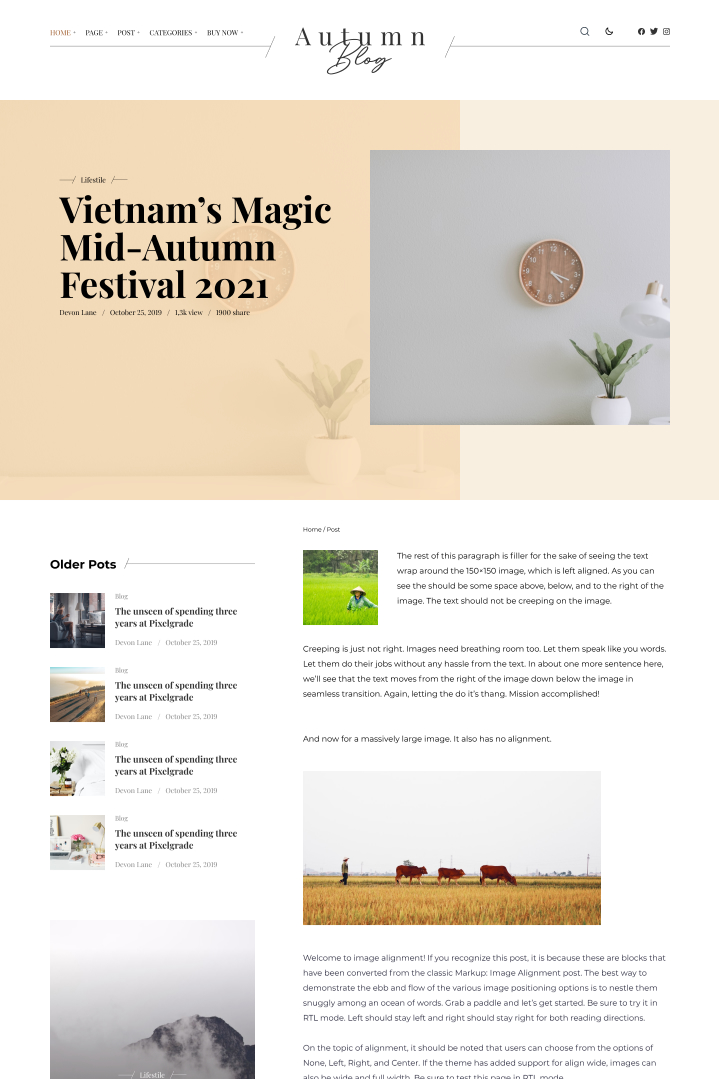 HOME PAGE POST CATEGORIES BUY NOW
Autumn
Blog
Lifestile
Vietnam's Magic
Mid-Autumn
Festival 2021
Devon Lane / October 25, 2019 / 1,3k view / 1900 share
Home / Post
Older Pots
Blog
The unseen of spending three
years at Pixelgrade
Devon Lane / October 25, 2019
Blog
The unseen of spending three
years at Pixelgrade
Devon Lane / October 25, 2019
Blog
The unseen of spending three
years at Pixelgrade
Devon Lane / October 25, 2019
Blog
The unseen of spending three
years at Pixelgrade
Devon Lane / October 25, 2019
Lifestile
The rest of this paragraph is filler for the sake of seeing the text
wrap around the 150×150 image, which is left aligned. As you can
see the should be some space above, below, and to the right of the
image. The text should not be creeping on the image.
Creeping is just not right. Images need breathing room too. Let them speak like you words.
Let them do their jobs without any hassle from the text. In about one more sentence here,
we'll see that the text moves from the right of the image down below the image in
seamless transition. Again, letting the do it's thang. Mission accomplished!
And now for a massively large image. It also has no alignment.
Welcome to image alignment! If you recognize this post, it is because these are blocks that
have been converted from the classic Markup: Image Alignment post. The best way to
demonstrate the ebb and flow of the various image positioning options is to nestle them
snuggly among an ocean of words. Grab a paddle and let's get started. Be sure to try it in
RTL mode. Left should stay left and right should stay right for both reading directions.
On the topic of alignment, it should be noted that users can choose from the options of
None, Left, Right, and Center. If the theme has added support for align wide, images can
also be wide and full width. Be sure to test this page in RTL mode.